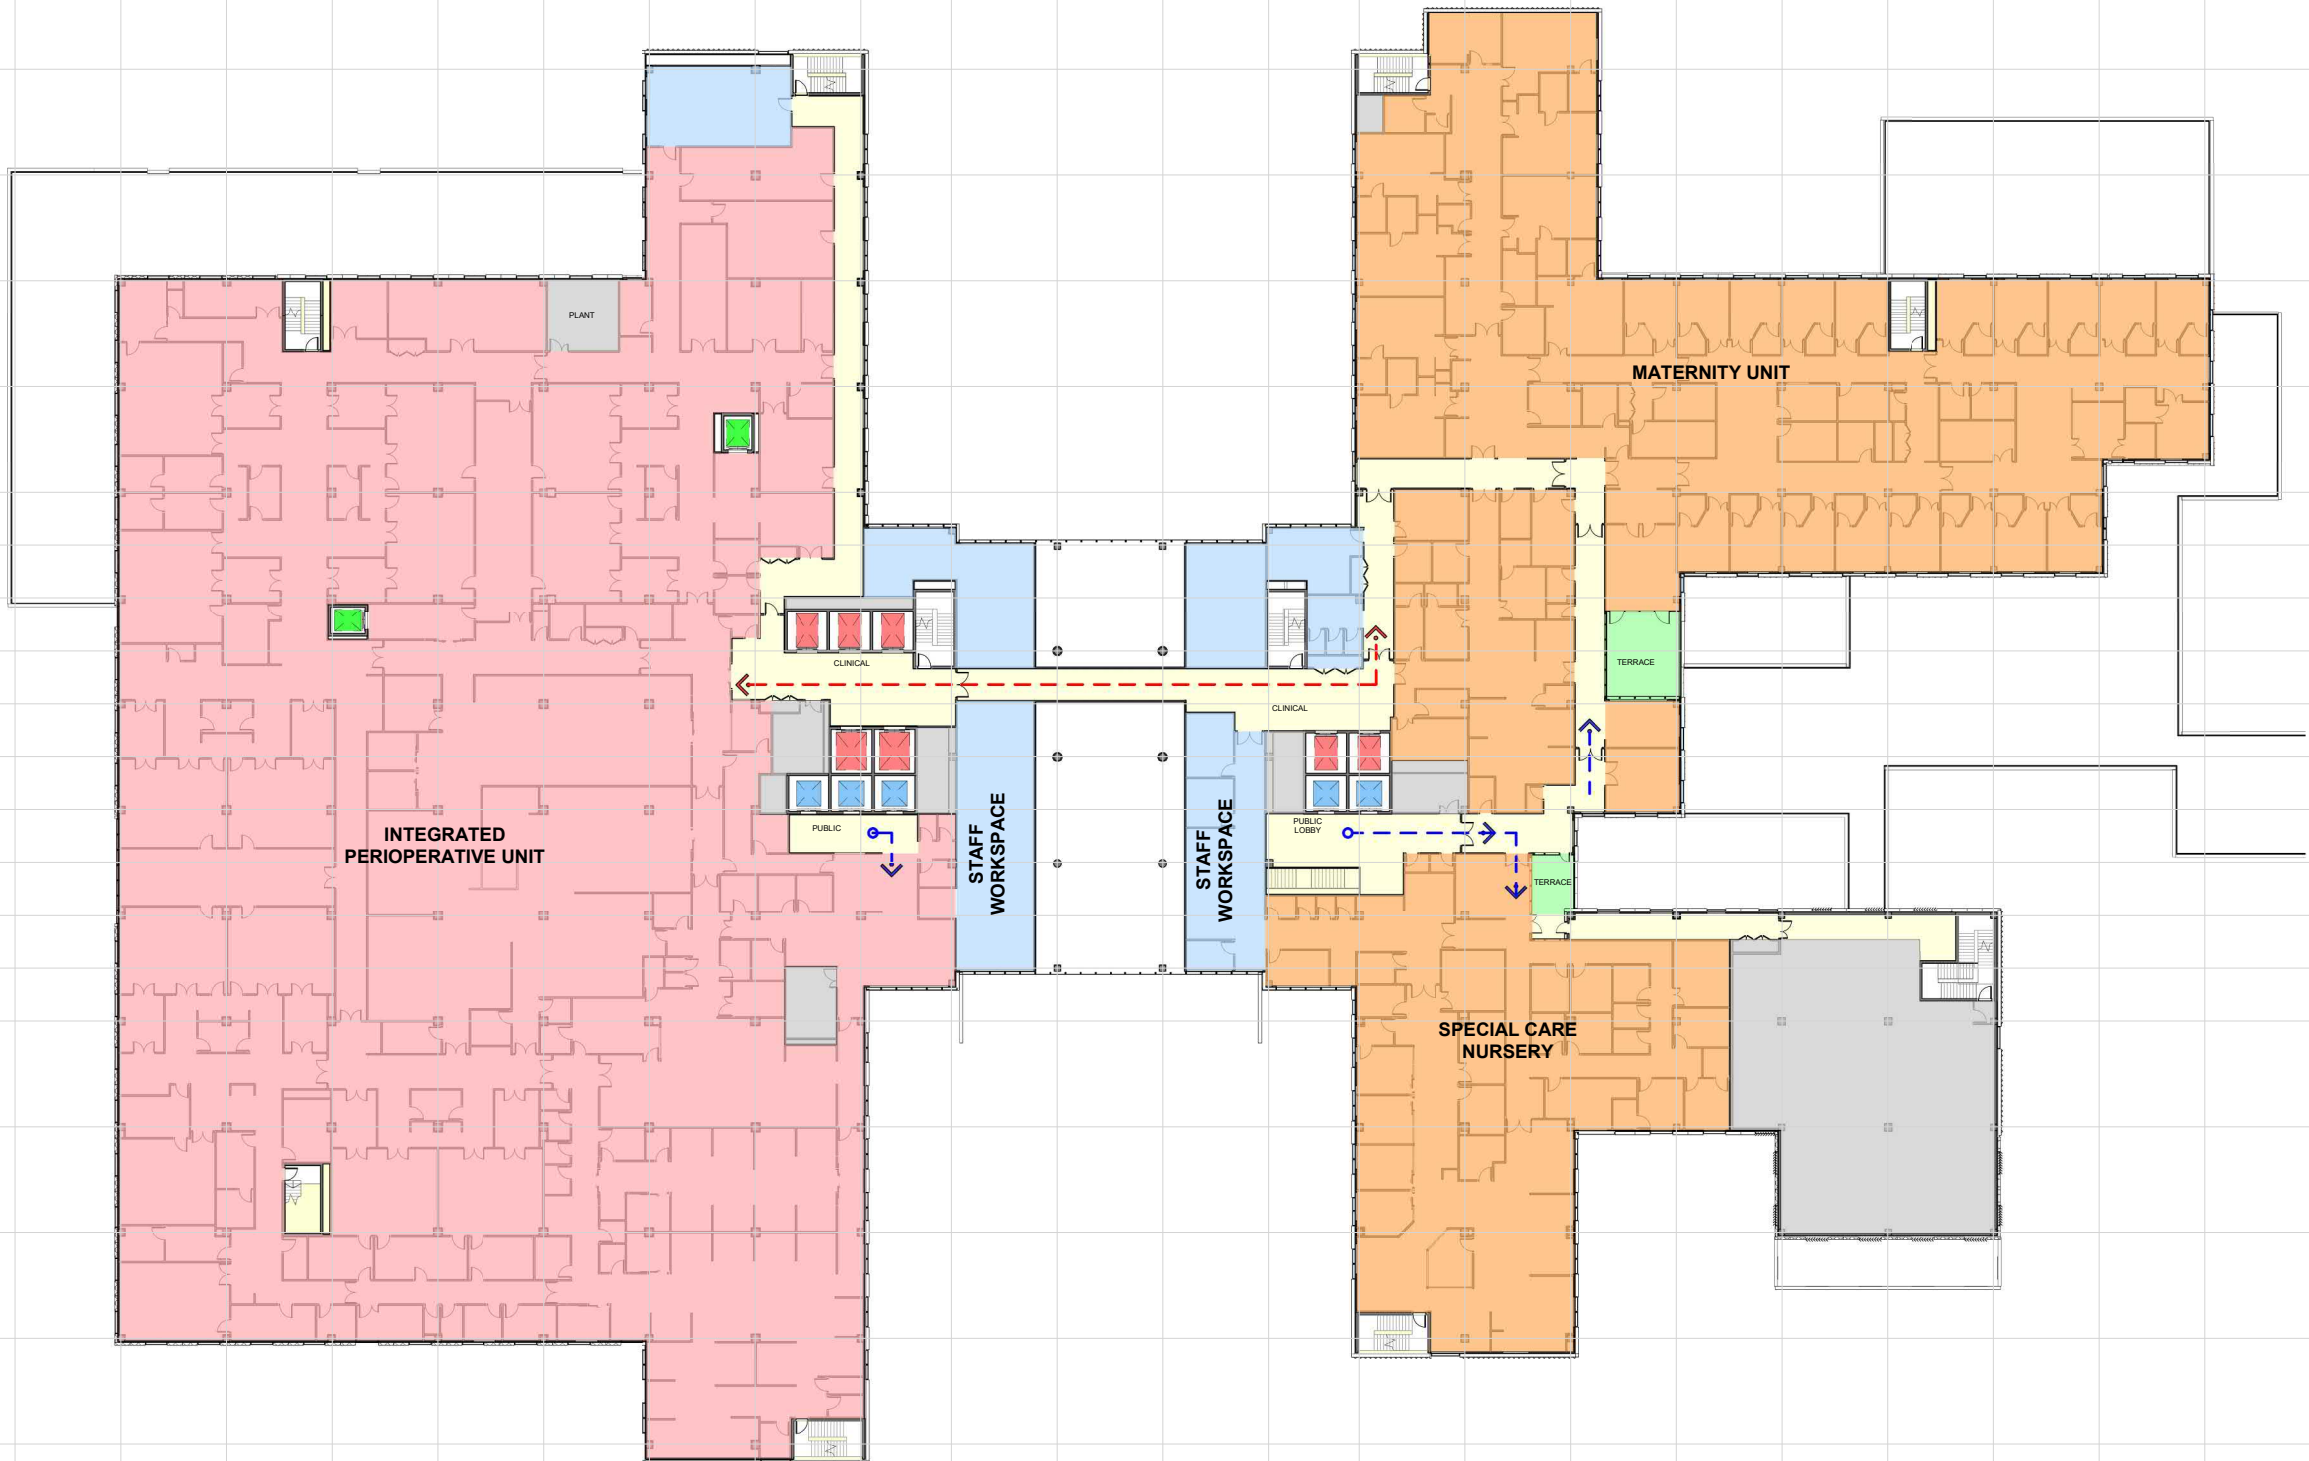 PLANT
MATERNITY UNIT
CLINICAL
TERRACE
CLINICAL
INTEGRATED
PERIOPERATIVE UNIT
PUBLIC
STAFF
WORKSPACE
STAFF
WORKSPACE
PUBLIC
LOBBY
TERRACE
SPECIAL CARE
NURSERY